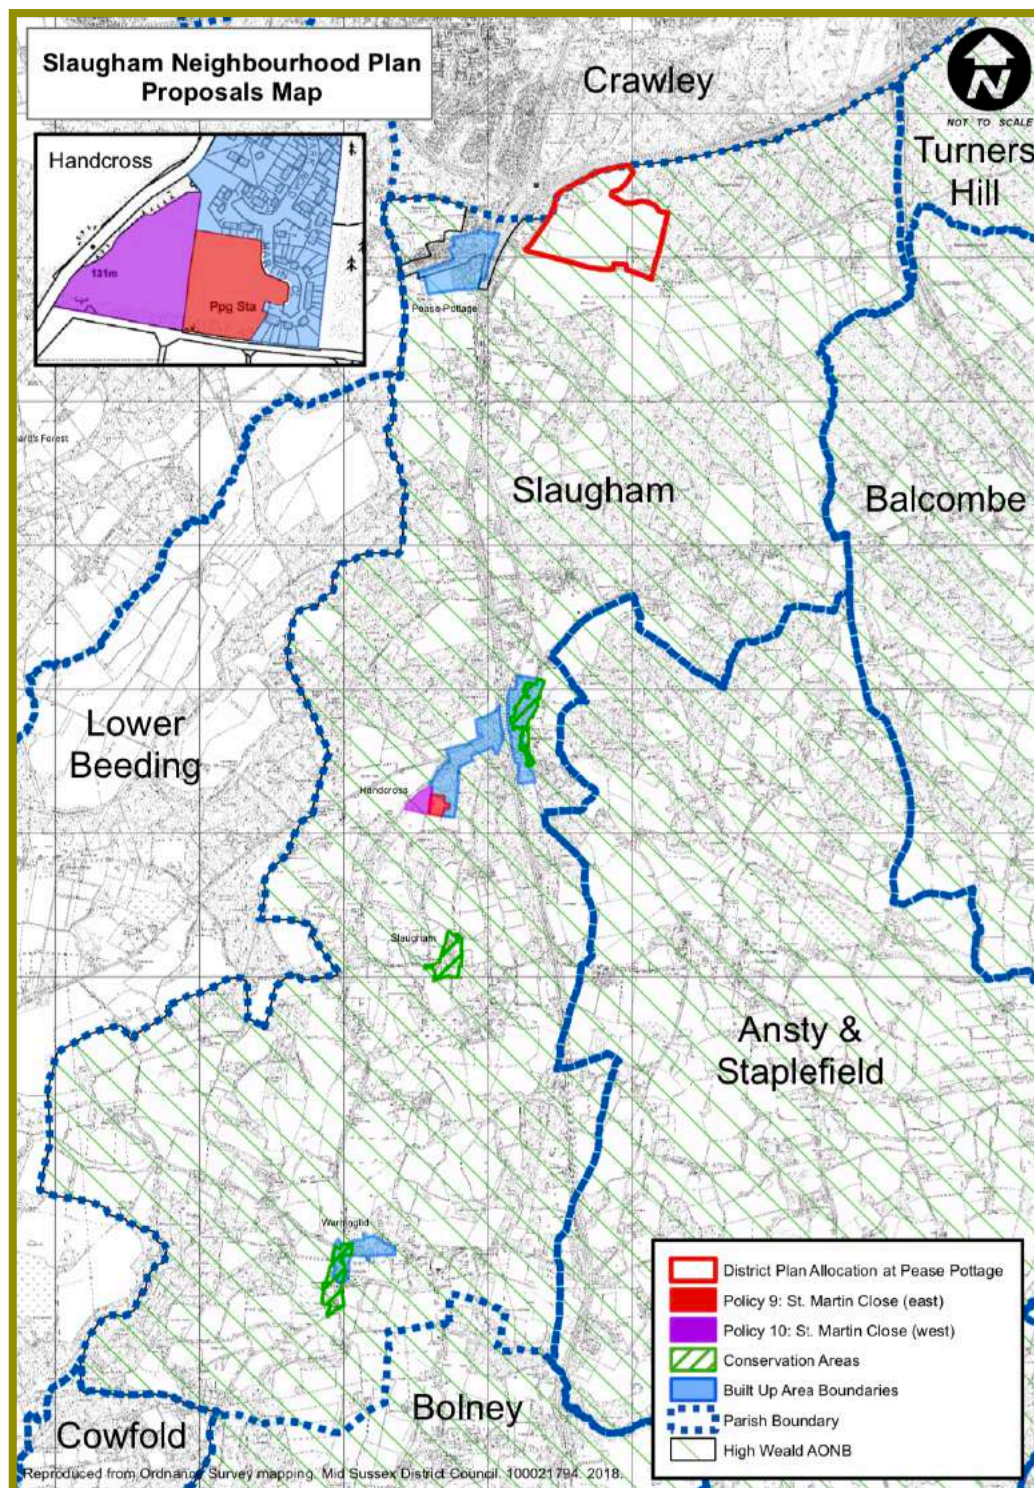 Slaugham Neighbourhood Plan
Proposals Map
Crawley
NOT TO SCALE
Handcross
131m
Ppg Sta
Turners
Hill
Pease Pottage
Slaugham
Balcombe
Lower
Beeding
Handcross
Slaugham
Ansty &
Staplefield
Warninglid
District Plan Allocation at Pease Pottage
Policy 9: St. Martin Close (east)
Policy 10: St. Martin Close (west)
Conservation Areas
Built Up Area Boundaries
Parish Boundary
High Weald AONB
Bolney
Cowfold
Reproduced from Ordnance Survey mapping. Mid Sussex District Council. 100021794. 2018.